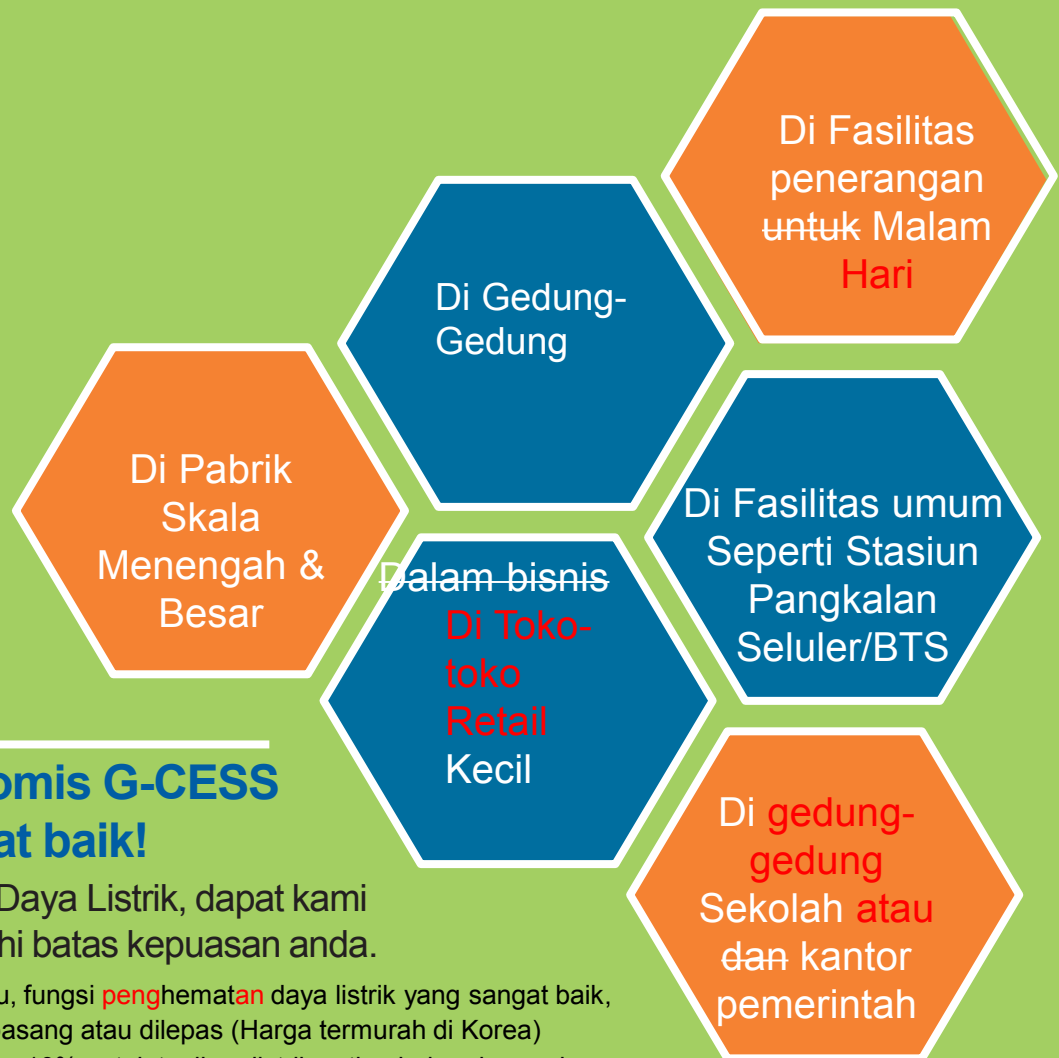 Di Fasilitas
penerangan
untuk Malam
Hari
Di Gedung-
Gedung
Di Pabrik
Skala
Menengah &
Besar
Di Fasilitas umum
Seperti Stasiun
Pangkalan
Seluler/BTS
Dalam bisnis
Di Toko-
toko
Retail
Kecil
Di gedung-
gedung
Sekolah atau
dan kantor
pemerintah
omis G-CESS
at baik!
Daya Listrik, dapat kami
hi batas kepuasan anda.
u, fungsi penghematan daya listrik yang sangat baik,
asang atau dilepas (Harga termurah di Korea)